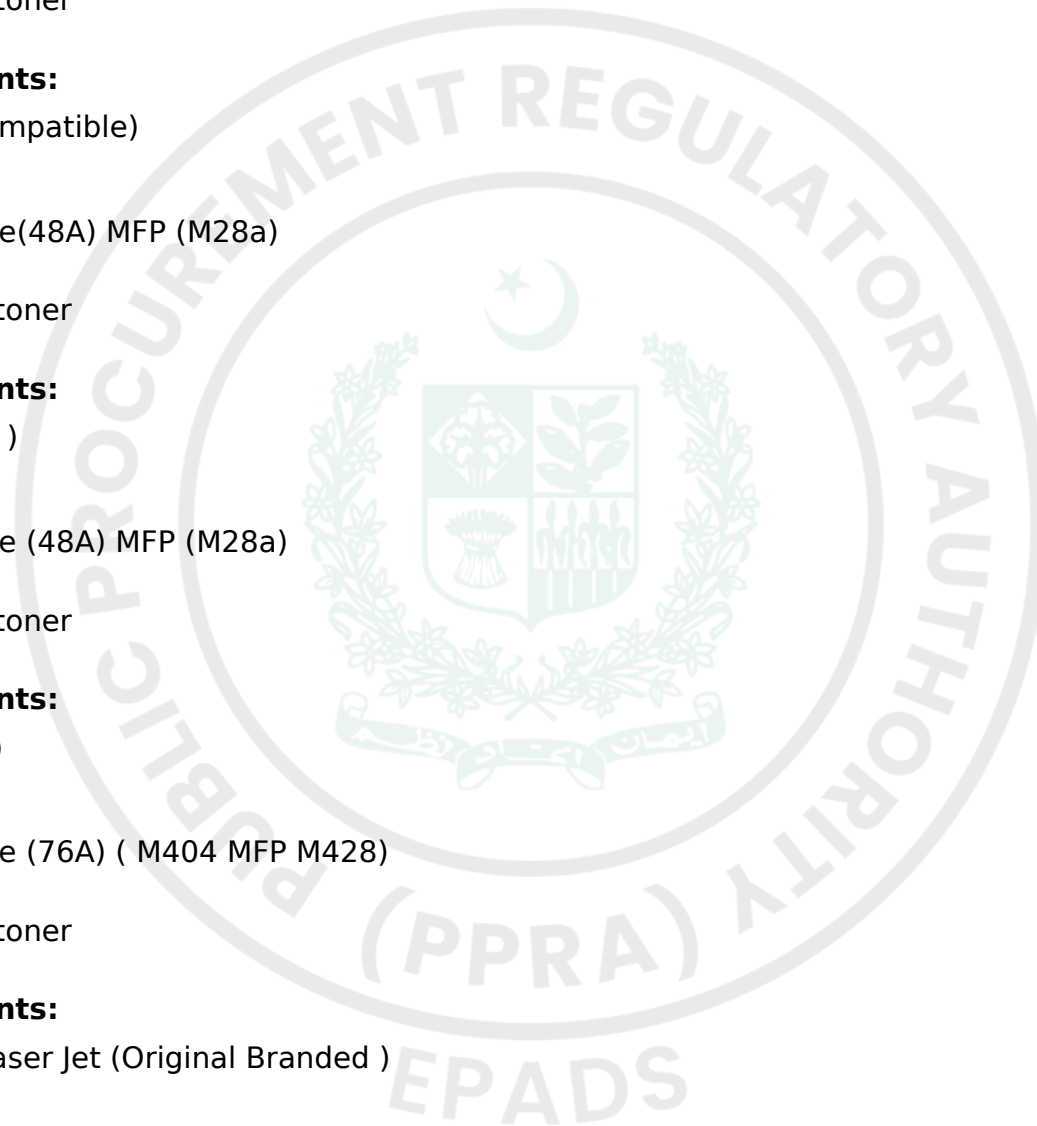 toner
nts:
mpatible)
e(48A) MFP (M28a)
toner
nts:
)
e (48A) MFP (M28a)
toner
nts:
)
e (76A) ( M404 MFP M428)
toner
nts:
aser Jet (Original Branded )
PUBLIC PROCUREMENT REGULATORY AUTHORITY
(PPRA)
EPADS